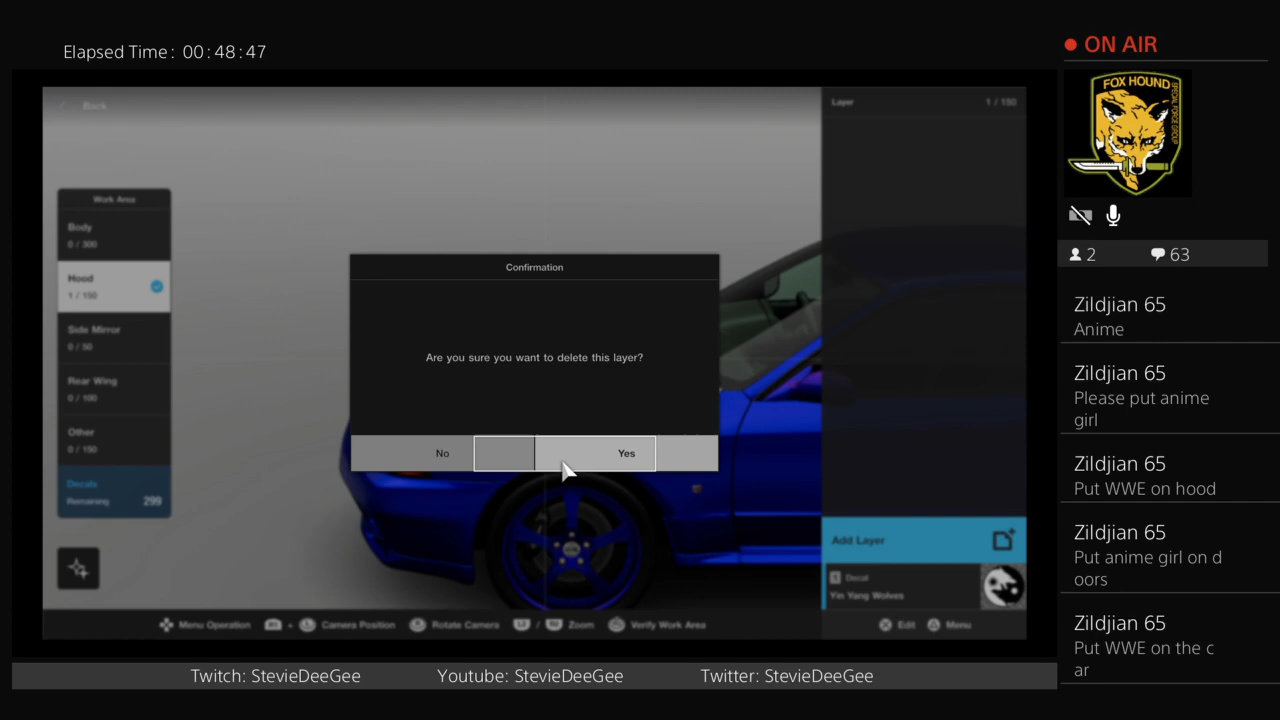 Elapsed Time: 00:48:47
ON AIR
FOX HOUND
SPECIAL FORCE GROUP
2
63
Back
Layer
1 / 150
Work Area
Body
0 / 300
Hood
1 / 150
Side Mirror
0 / 50
Rear Wing
0 / 100
Other
0 / 150
Decals
Remaining 299
Confirmation
Are you sure you want to delete this layer?
No
Yes
Add Layer
Decal
Yin Yang Wolves
Menu Operation
Camera Position
Rotate Camera
Zoom
Verify Work Area
Edit
Menu
Zildjian 65
Anime
Zildjian 65
Please put anime
girl
Zildjian 65
Put WWE on hood
Zildjian 65
Put anime girl on d
oors
Zildjian 65
Put WWE on the c
ar
Twitch: StevieDeeGee
Youtube: StevieDeeGee
Twitter: StevieDeeGee